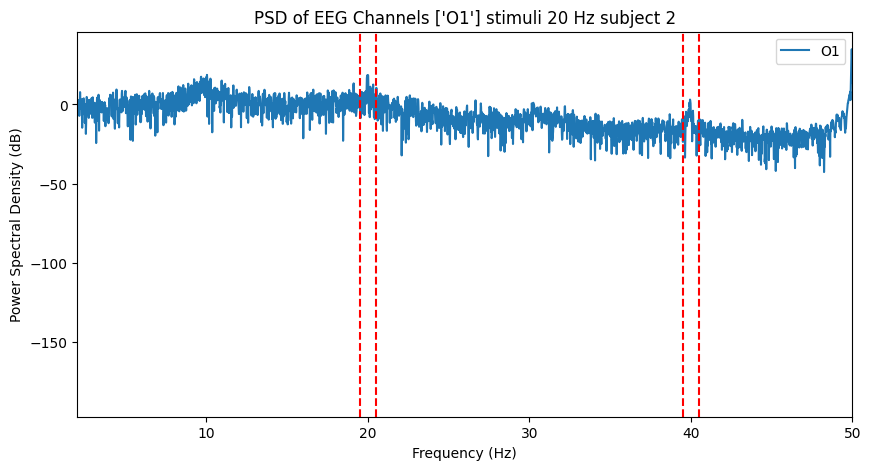 PSD of EEG Channels ['O1'] stimuli 20 Hz subject 2
O1
Power Spectral Density (dB)
0
−50
−100
−150
10
20
30
40
50
Frequency (Hz)